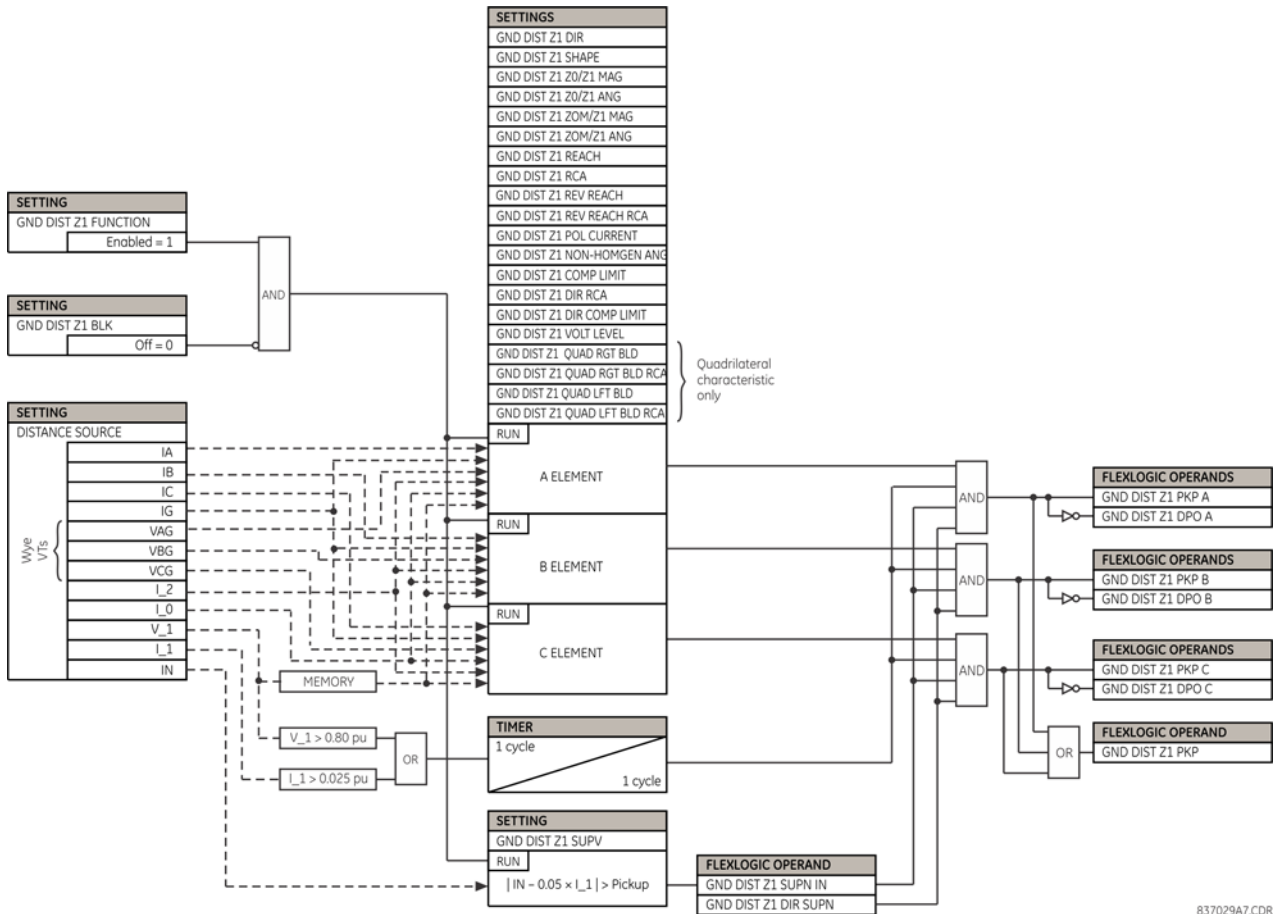 SETTINGS
GND DIST Z1 DIR
GND DIST Z1 SHAPE
GND DIST Z1 Z0/Z1 MAG
GND DIST Z1 Z0/Z1 ANG
GND DIST Z1 ZOM/Z1 MAG
GND DIST Z1 ZOM/Z1 ANG
GND DIST Z1 REACH
GND DIST Z1 RCA
GND DIST Z1 REV REACH
GND DIST Z1 REV REACH RCA
GND DIST Z1 POL CURRENT
GND DIST Z1 NON-HOMGEN ANG
GND DIST Z1 COMP LIMIT
GND DIST Z1 DIR RCA
GND DIST Z1 DIR COMP LIMIT
GND DIST Z1 VOLT LEVEL
GND DIST Z1 QUAD RGT BLD
GND DIST Z1 QUAD RGT BLD RCA
GND DIST Z1 QUAD LFT BLD
GND DIST Z1 QUAD LFT BLD RCA
Quadrilateral
characteristic
only
SETTING
GND DIST Z1 FUNCTION
Enabled = 1
SETTING
GND DIST Z1 BLK
Off = 0
AND
SETTING
DISTANCE SOURCE
IA
IB
IC
IG
VAG
VBG
VCG
I_2
I_0
V_1
I_1
IN
Wye
VTs
RUN
A ELEMENT
RUN
B ELEMENT
RUN
C ELEMENT
MEMORY
V_1 > 0.80 pu
I_1 > 0.025 pu
OR
TIMER
1 cycle
1 cycle
SETTING
GND DIST Z1 SUPV
RUN
| IN – 0.05 × I_1 | > Pickup
FLEXLOGIC OPERAND
GND DIST Z1 SUPN IN
GND DIST Z1 DIR SUPN
AND
AND
AND
OR
FLEXLOGIC OPERANDS
GND DIST Z1 PKP A
GND DIST Z1 DPO A
FLEXLOGIC OPERANDS
GND DIST Z1 PKP B
GND DIST Z1 DPO B
FLEXLOGIC OPERANDS
GND DIST Z1 PKP C
GND DIST Z1 DPO C
FLEXLOGIC OPERAND
GND DIST Z1 PKP
837029A7.CDR